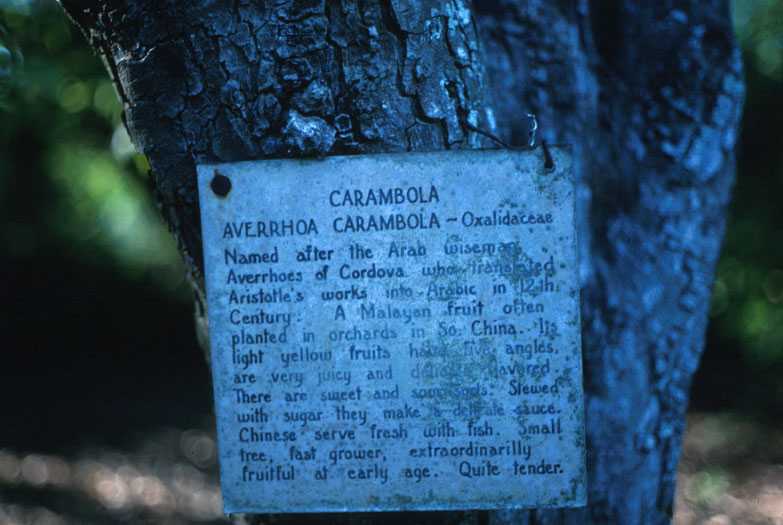 CARAMBOLA
AVERRHOA CARAMBOLA ~ Oxalidaceae
Named after the Arab wiseman,
Averrhoes of Cordova who translated
Aristotle's works into Arabic in 12th
Century. A Malayan fruit often
planted in orchards in So. China. Its
light yellow fruits have five angles,
are very juicy and flavored.
There are sweet and sour sorts. Stewed
with sugar they make a delicate sauce.
Chinese serve fresh with fish. Small
tree, fast grower, extraordinarilly
fruitful at early age. Quite tender.